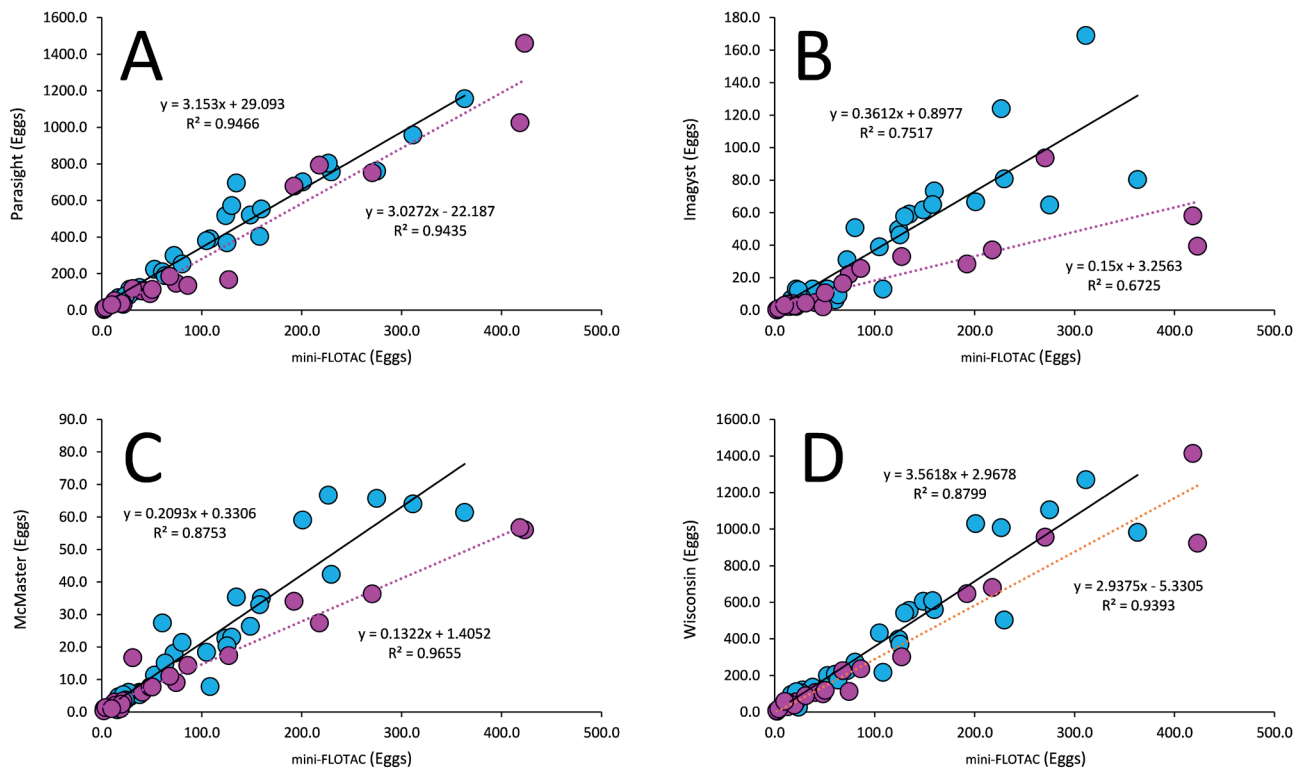 A
1600.0
1400.0
1200.0
1000.0
800.0
600.0
400.0
200.0
0.0
Parasight (Eggs)
y = 3.153x + 29.093
R² = 0.9466
y = 3.0272x - 22.187
R² = 0.9435
0.0 100.0 200.0 300.0 400.0 500.0
mini-FLOTAC (Eggs)
B
180.0
160.0
140.0
120.0
100.0
80.0
60.0
40.0
20.0
0.0
Imagyst (Eggs)
y = 0.3612x + 0.8977
R² = 0.7517
y = 0.15x + 3.2563
R² = 0.6725
0.0 100.0 200.0 300.0 400.0 500.0
mini-FLOTAC (Eggs)
C
90.0
80.0
70.0
60.0
50.0
40.0
30.0
20.0
10.0
0.0
McMaster (Eggs)
y = 0.2093x + 0.3306
R² = 0.8753
y = 0.1322x + 1.4052
R² = 0.9655
0.0 100.0 200.0 300.0 400.0 500.0
mini-FLOTAC (Eggs)
D
1600.0
1400.0
1200.0
1000.0
800.0
600.0
400.0
200.0
0.0
Wisconsin (Eggs)
y = 3.5618x + 2.9678
R² = 0.8799
y = 2.9375x - 5.3305
R² = 0.9393
0.0 100.0 200.0 300.0 400.0 500.0
mini-FLOTAC (Eggs)